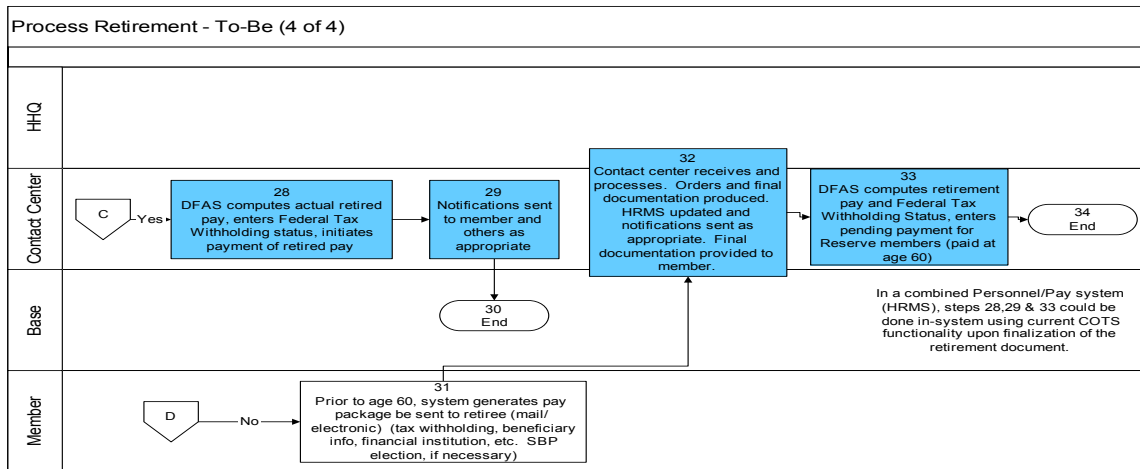 Process Retirement - To-Be (4 of 4)
HHQ
Contact Center
C
Yes
28
DFAS computes actual retired
pay, enters Federal Tax
Withholding status, initiates
payment of retired pay
29
Notifications sent
to member and
others as
appropriate
32
Contact center receives and
processes. Orders and final
documentation produced.
HRMS updated and
notifications sent as
appropriate. Final
documentation provided to
member.
33
DFAS computes retirement
pay and Federal Tax
Withholding Status, enters
pending payment for
Reserve members (paid at
age 60)
34
End
Base
30
End
In a combined Personnel/Pay system
(HRMS), steps 28,29 & 33 could be
done in-system using current COTS
functionality upon finalization of the
retirement document.
Member
D
No
31
Prior to age 60, system generates pay
package be sent to retiree (mail/
electronic) (tax withholding, beneficiary
info, financial institution, etc. SBP
election, if necessary)